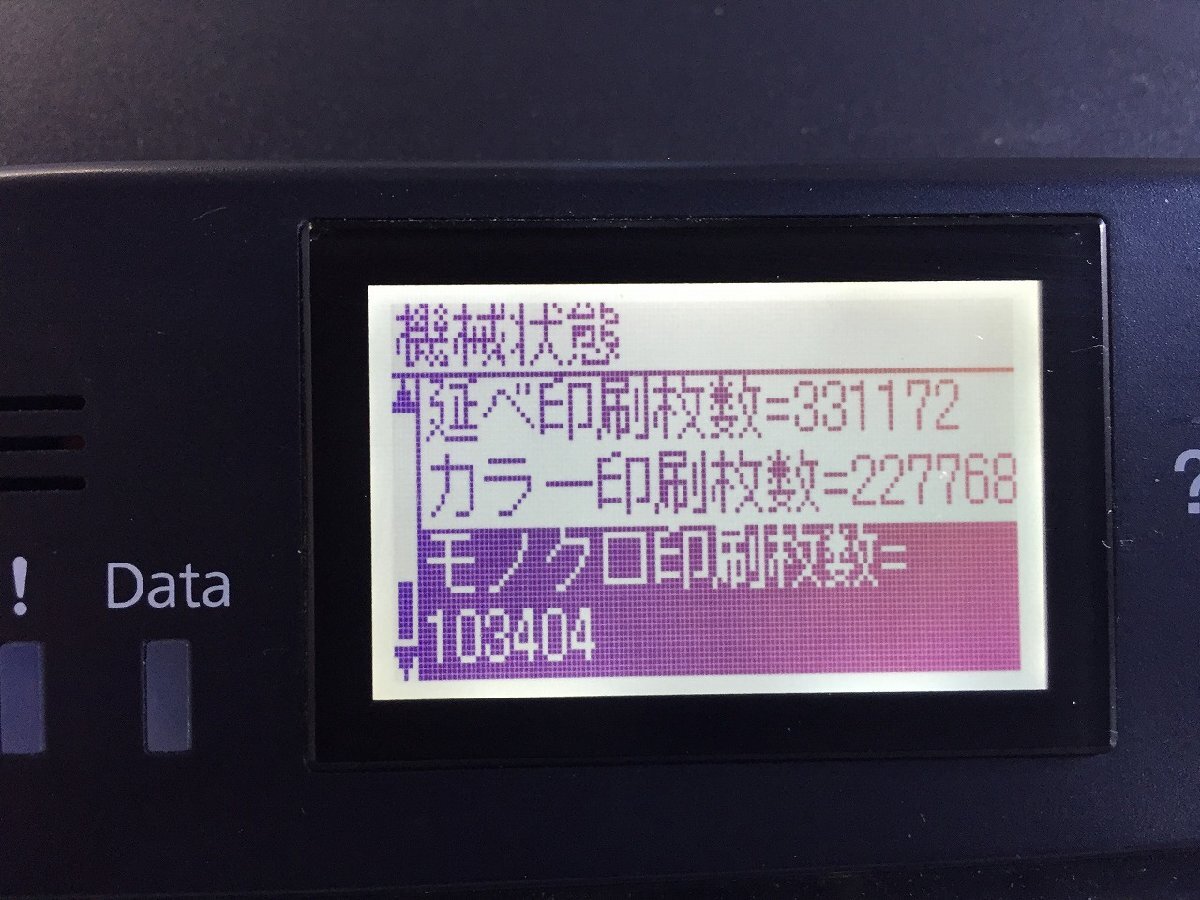 機械状態
延べ印刷枚数=331172
カラー印刷枚数=227768
モノクロ印刷枚数=
103404
! Data
?